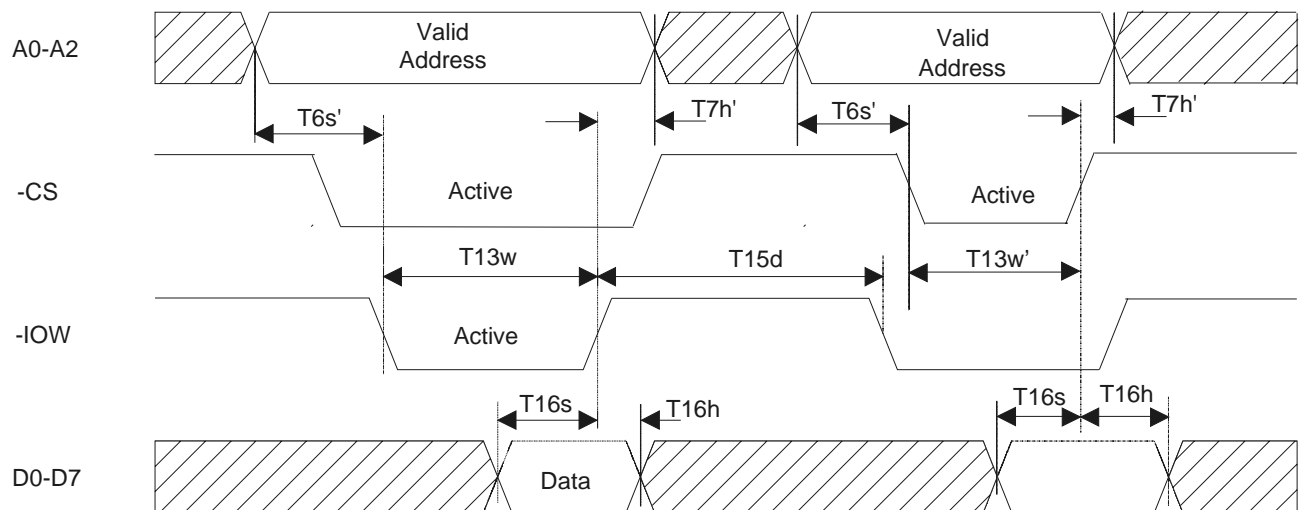 A0-A2
Valid
Address
Valid
Address
T6s'
T7h'
T6s'
T7h'
-CS
Active
Active
T13w
T15d
T13w’
-IOW
Active
T16s
T16h
T16s
T16h
D0-D7
Data